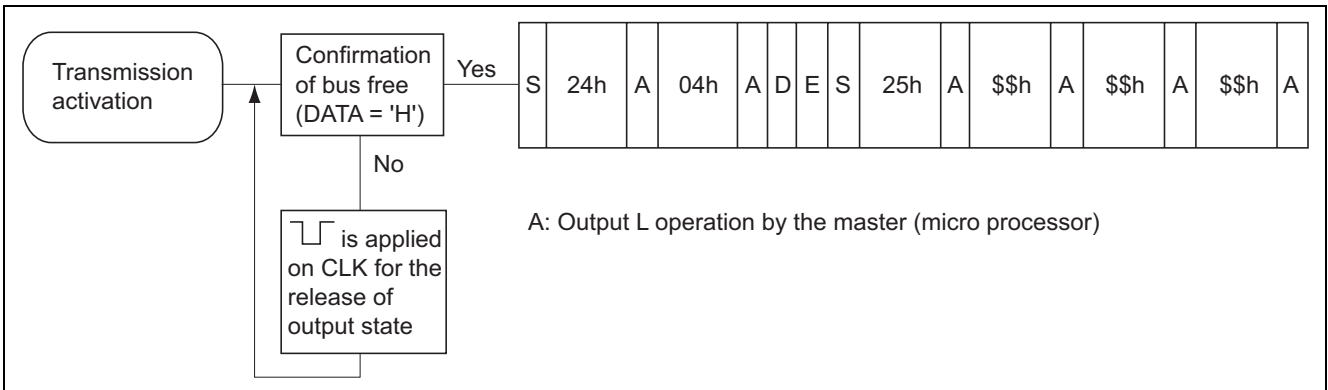 Transmission
activation
Confirmation
of bus free
(DATA = 'H')
Yes
No
is applied
on CLK for the
release of
output state
S 24h A 04h A D E S 25h A $$h A $$h A $$h A
A: Output L operation by the master (micro processor)